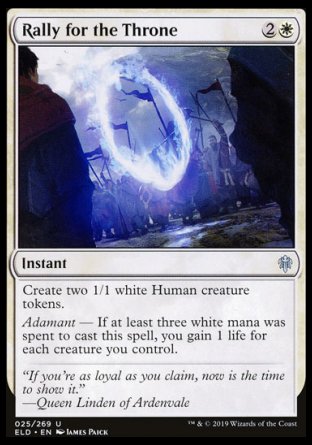 Rally for the Throne 2
Instant
Create two 1/1 white Human creature
tokens.
Adamant — If at least three white mana was
spent to cast this spell, you gain 1 life for
each creature you control.
"If you're as loyal as you claim, now is the time
to show it."
—Queen Linden of Ardenvale
025/269 U
ELD • EN James Paick
™ & © 2019 Wizards of the Coast